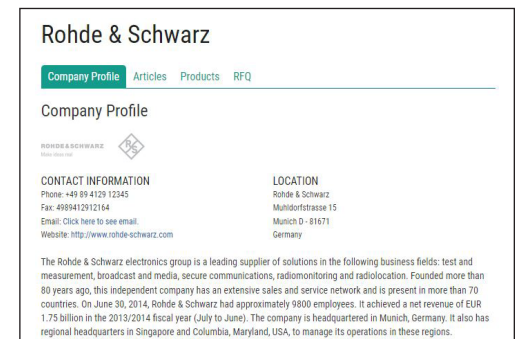 Rohde & Schwarz
Company Profile Articles Products RFQ
Company Profile
ROHDE&SCHWARZ
R S
CONTACT INFORMATION
Phone: +49 89 4129 12345
Fax: 4989412912164
Email: Click here to see email.
Website: http://www.rohde-schwarz.com
LOCATION
Rohde & Schwarz
Muhldorfstrasse 15
Munich D - 81671
Germany
The Rohde & Schwarz electronics group is a leading supplier of solutions in the following business fields: test and
measurement, broadcast and media, secure communications, radiomonitoring and radiolocation. Founded more than
80 years ago, this independent company has an extensive sales and service network and is present in more than 70
countries. On June 30, 2014, Rohde & Schwarz had approximately 9800 employees. It achieved a net revenue of EUR
1.75 billion in the 2013/2014 fiscal year (July to June). The company is headquartered in Munich, Germany. It also has
regional headquarters in Singapore and Columbia, Maryland, USA, to manage its operations in these regions.